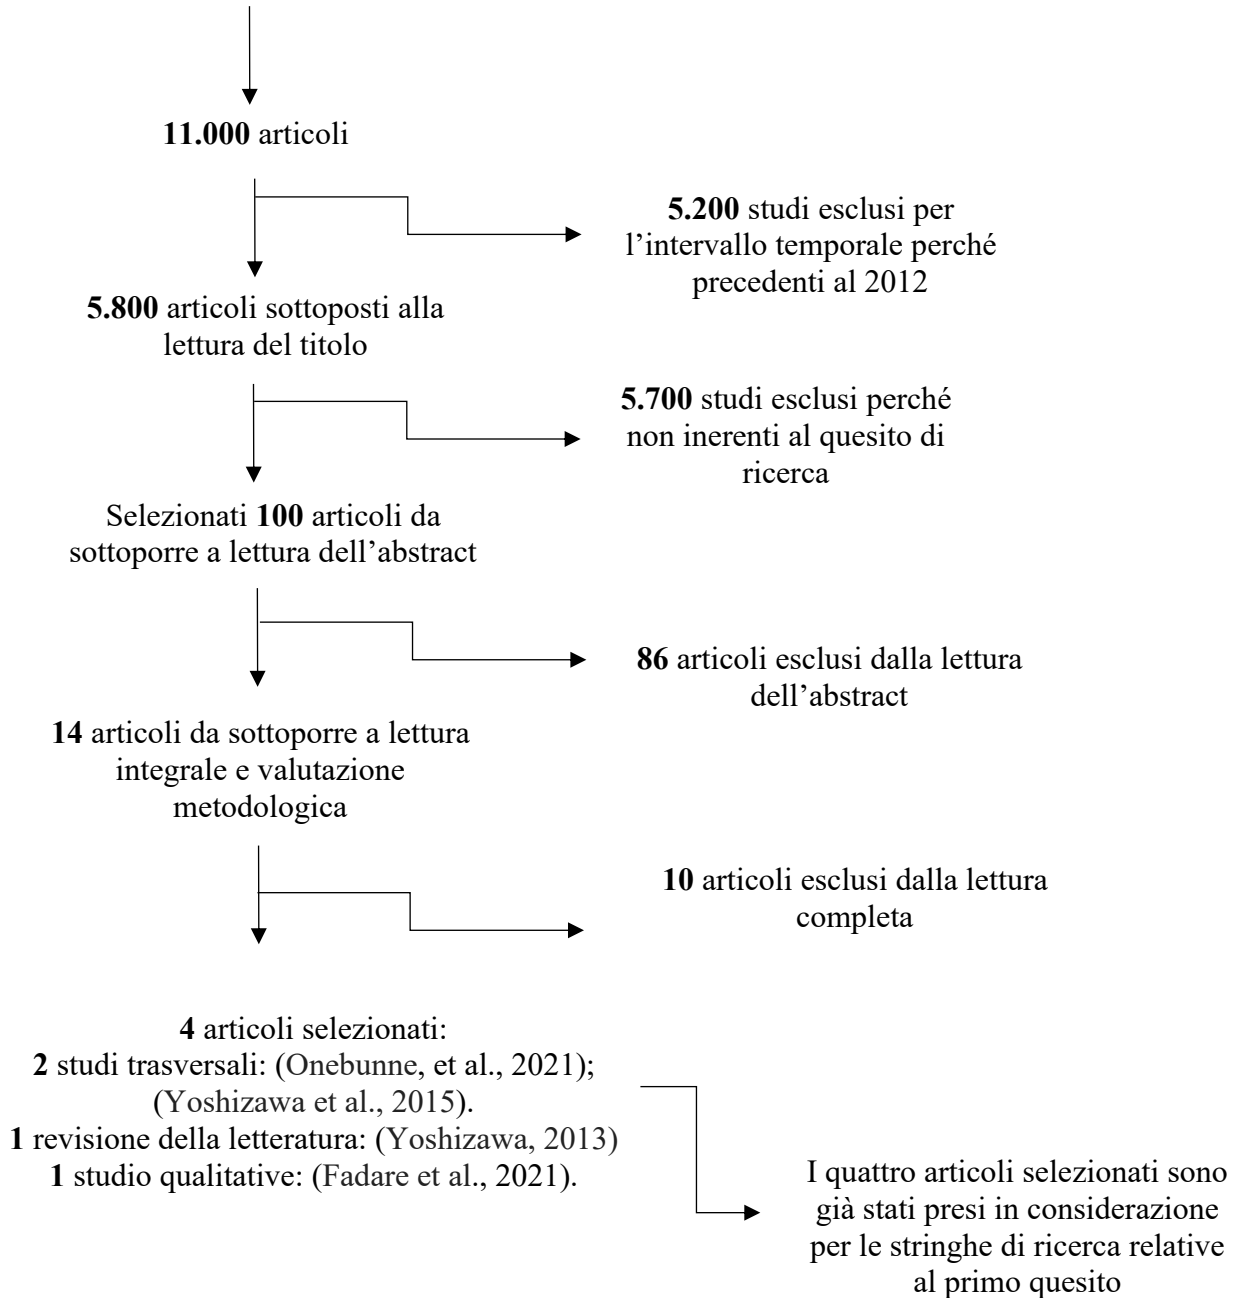 11.000 articoli
5.200 studi esclusi per
l’intervallo temporale perché
precedenti al 2012
5.800 articoli sottoposti alla
lettura del titolo
5.700 studi esclusi perché
non inerenti al quesito di
ricerca
Selezionati 100 articoli da
sottoporre a lettura dell’abstract
86 articoli esclusi dalla lettura
dell’abstract
14 articoli da sottoporre a lettura
integrale e valutazione
metodologica
10 articoli esclusi dalla lettura
completa
4 articoli selezionati:
2 studi trasversali: (Onebunne, et al., 2021);
(Yoshizawa et al., 2015).
1 revisione della letteratura: (Yoshizawa, 2013)
1 studio qualitative: (Fadare et al., 2021).
I quattro articoli selezionati sono
già stati presi in considerazione
per le stringhe di ricerca relative
al primo quesito